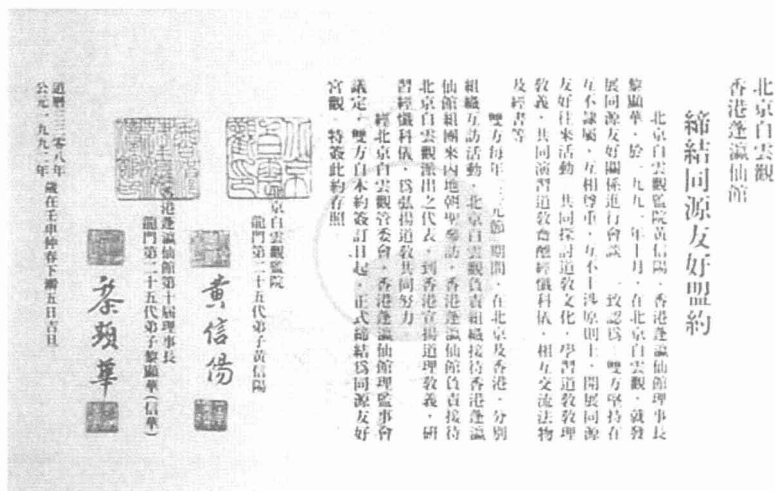 北京白雲觀
香港蓬瀛仙館
締結同源友好盟約
北京白雲觀監院黃信陽，香港蓬瀛仙館理事長
黎顯華，於一九九一年十月，在北京白雲觀，就發
展同源友好關係進行會談，一致認爲，雙方堅持在
互不隸屬，互相尊重，互不干涉原則上，開展同源
友好往來活動，共同探討道教文化，學習道教教理
教義，共同演習道教齋醮經懺科儀，相互交流法物
及經書等
雙方每年三元節期間，在北京及香港，分別
組織互訪活動，北京白雲觀負責組織接待香港蓬瀛
仙館組團來內地朝聖參訪，香港蓬瀛仙館負責接待
北京白雲觀派出之代表，到香港宣揚道理教義，研
習經懺科儀，爲弘揚道教共同努力
經北京白雲觀管委會，香港蓬瀛仙館理監事會
議定，雙方自本約簽訂日起，正式締結爲同源友好
宮觀，特簽此約存照
京白雲觀監院
龍門第二十五代弟子黃信陽
黃信陽
香港蓬瀛仙館第十屆理事長
龍門第二十五代弟子黎顯華(信華)
黎顯華
道曆三三零八年
公元一九九二年 歲在壬申仲春下澣五日吉旦